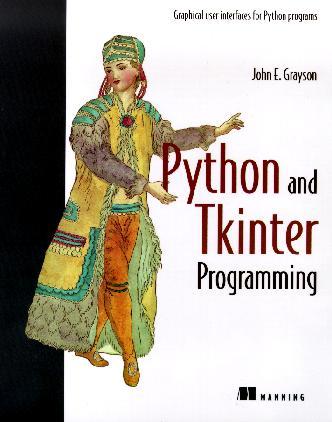 Graphical user interfaces for Python programs
John E. Grayson
Python and
Tkinter
Programming
MANNING